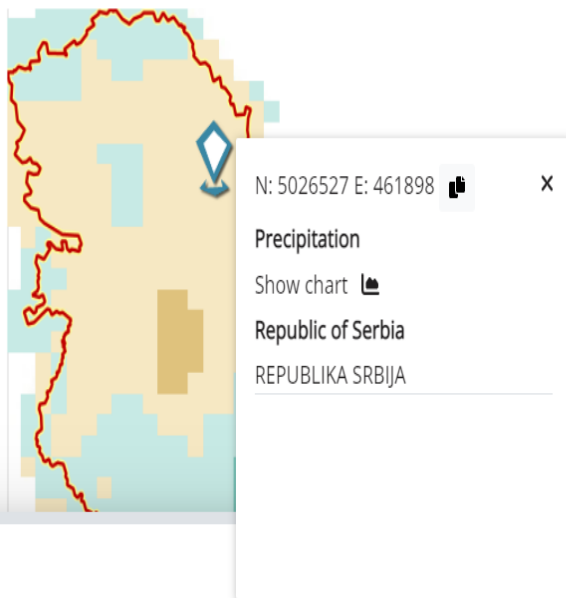 N: 5026527 E: 461898
x
Precipitation
Show chart
Republic of Serbia
REPUBLIKA SRBIJA